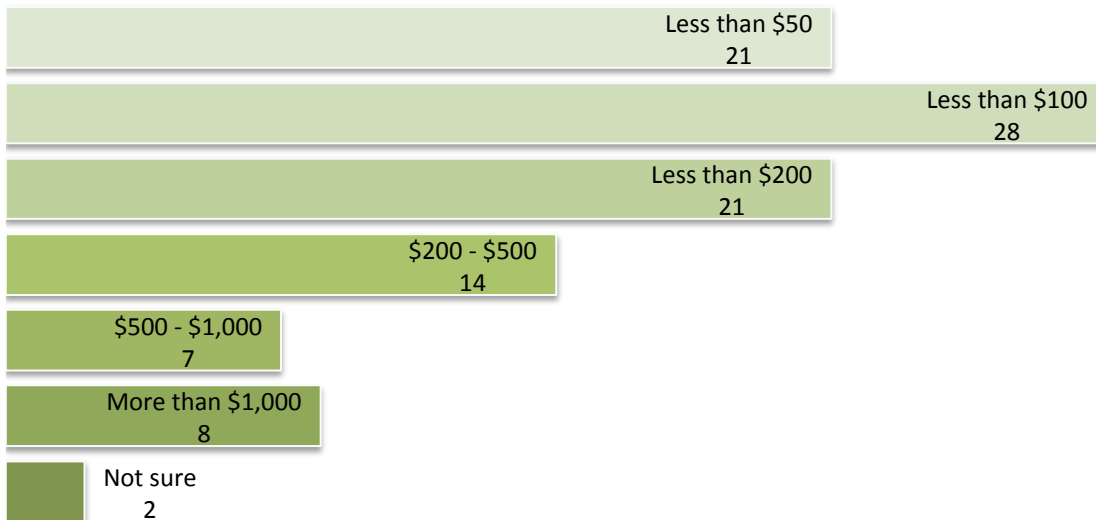 Less than $50
21
Less than $100
28
Less than $200
21
$200 - $500
14
$500 - $1,000
7
More than $1,000
8
Not sure
2